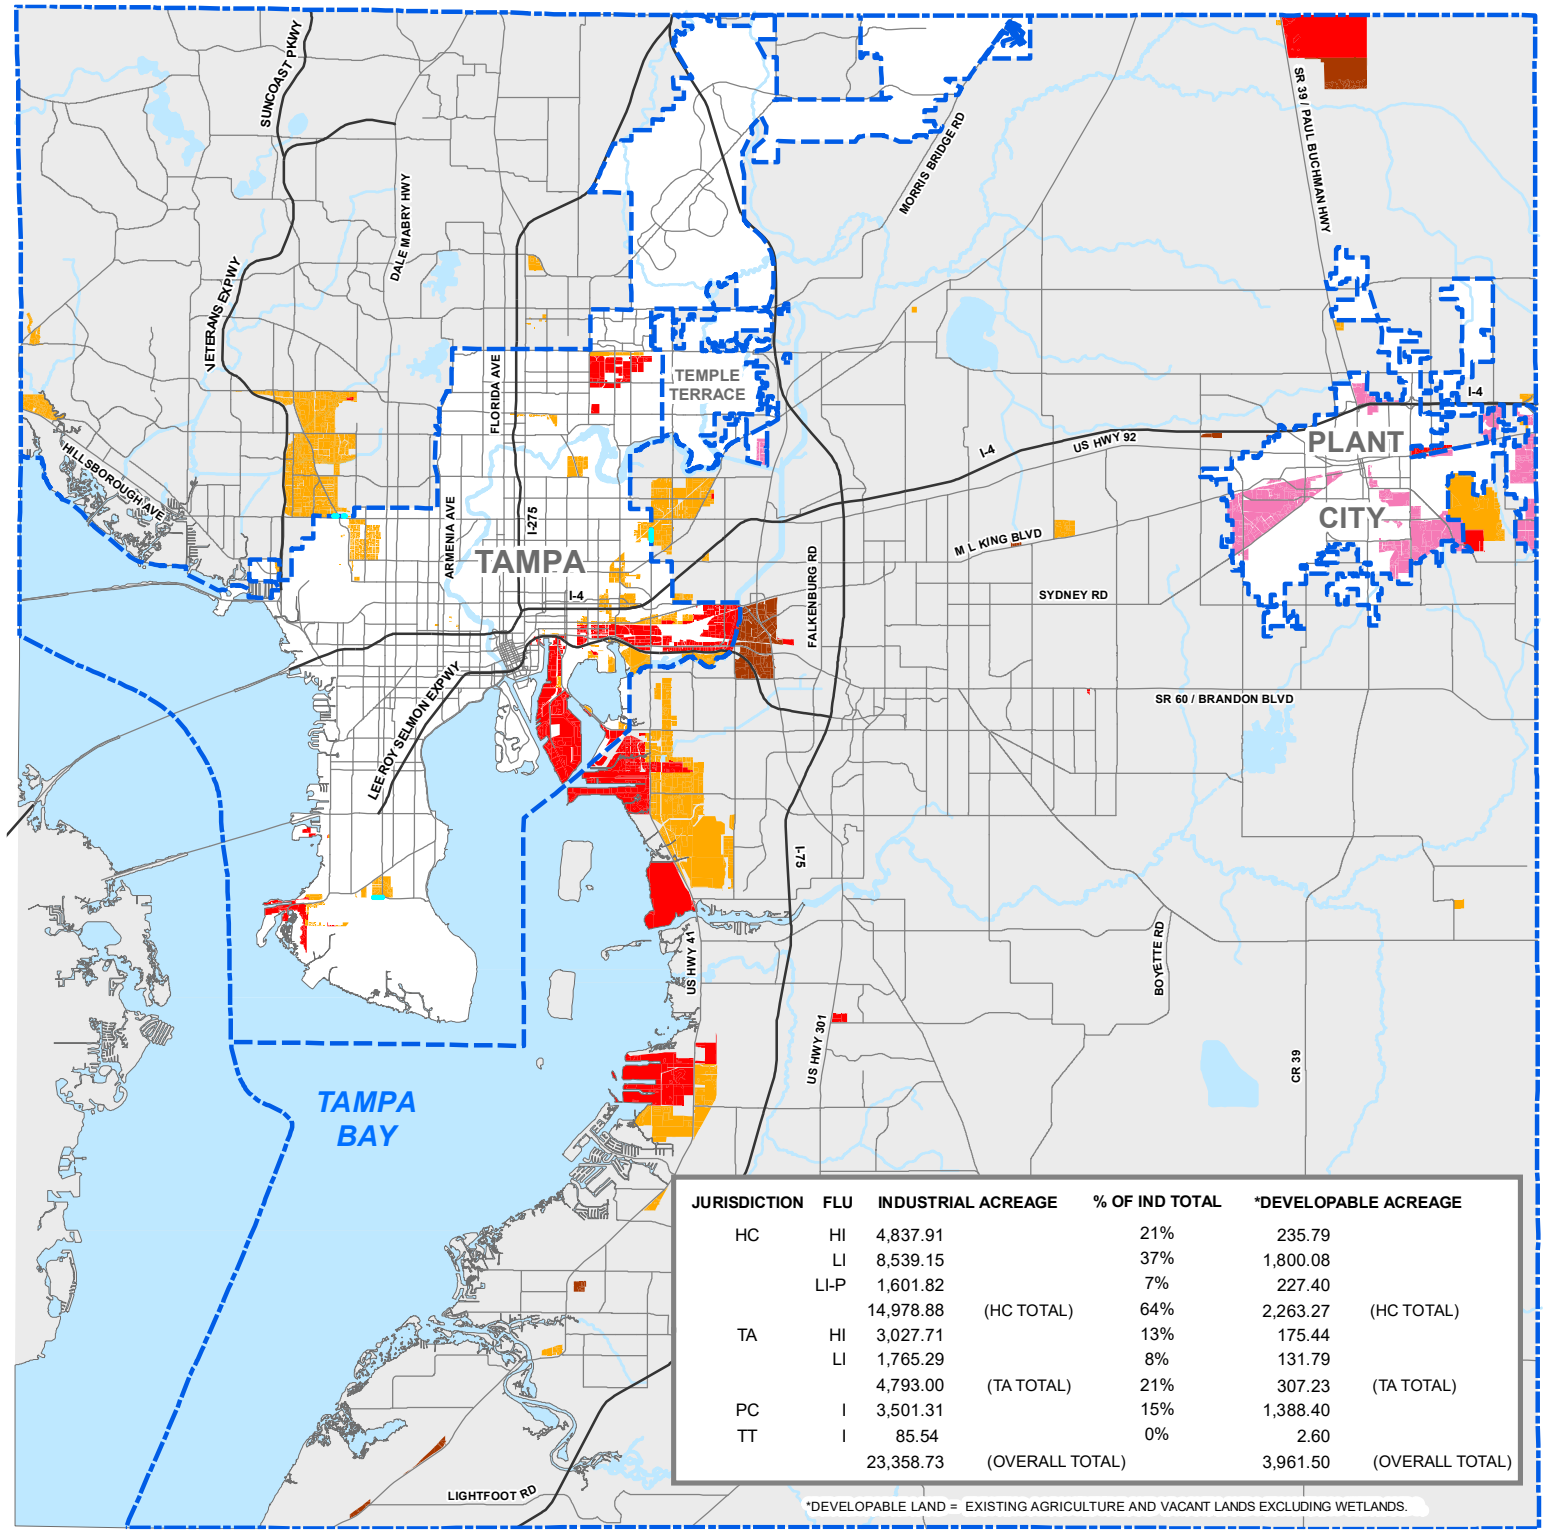 SUNCOAST PKWY
SR 39 / PAUL BUCHMAN HWY
MORRIS BRIDGE RD
DALE MABRY HWY
VETERANS EXPWY
FLORIDA AVE
TEMPLE
TERRACE
I-4
PLANT
CITY
US HWY 92
I-4
HILLSBOROUGH AVE
ARMENIA AVE
I-275
TAMPA
M L KING BLVD
FALKENBURG RD
I-4
SYDNEY RD
LEE ROY SELMON EXPWY
SR 60 / BRANDON BLVD
I-75
US HWY 41
BOYETTE RD
US HWY 301
CR 39
TAMPA
BAY
JURISDICTION FLU INDUSTRIAL ACREAGE % OF IND TOTAL *DEVELOPABLE ACREAGE
HC HI 4,837.91 21% 235.79
LI 8,539.15 37% 1,800.08
LI-P 1,601.82 7% 227.40
14,978.88 (HC TOTAL) 64% 2,263.27 (HC TOTAL)
TA HI 3,027.71 13% 175.44
LI 1,765.29 8% 131.79
4,793.00 (TA TOTAL) 21% 307.23 (TA TOTAL)
PC I 3,501.31 15% 1,388.40
TT I 85.54 0% 2.60
23,358.73 (OVERALL TOTAL) 3,961.50 (OVERALL TOTAL)
LIGHTFOOT RD
*DEVELOPABLE LAND = EXISTING AGRICULTURE AND VACANT LANDS EXCLUDING WETLANDS.